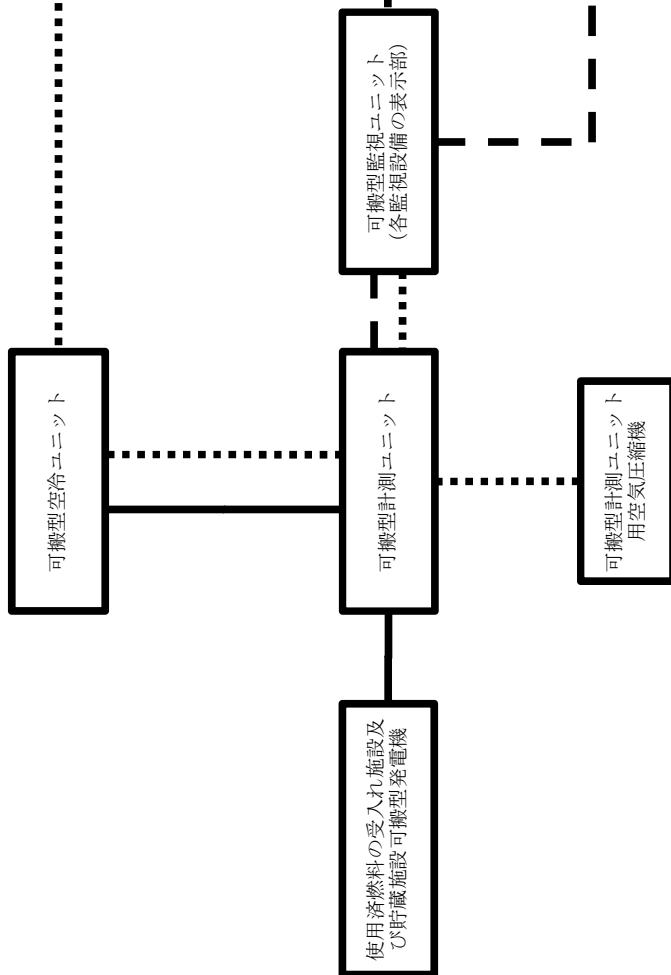 可搬型空冷ユニット
可搬型監視ユニット
(各監視設備の表示部)
可搬型計測ユニット
可搬型計測ユニット
用空気圧縮機
使用済燃料の受入れ施設及
び貯蔵施設可搬型発電機